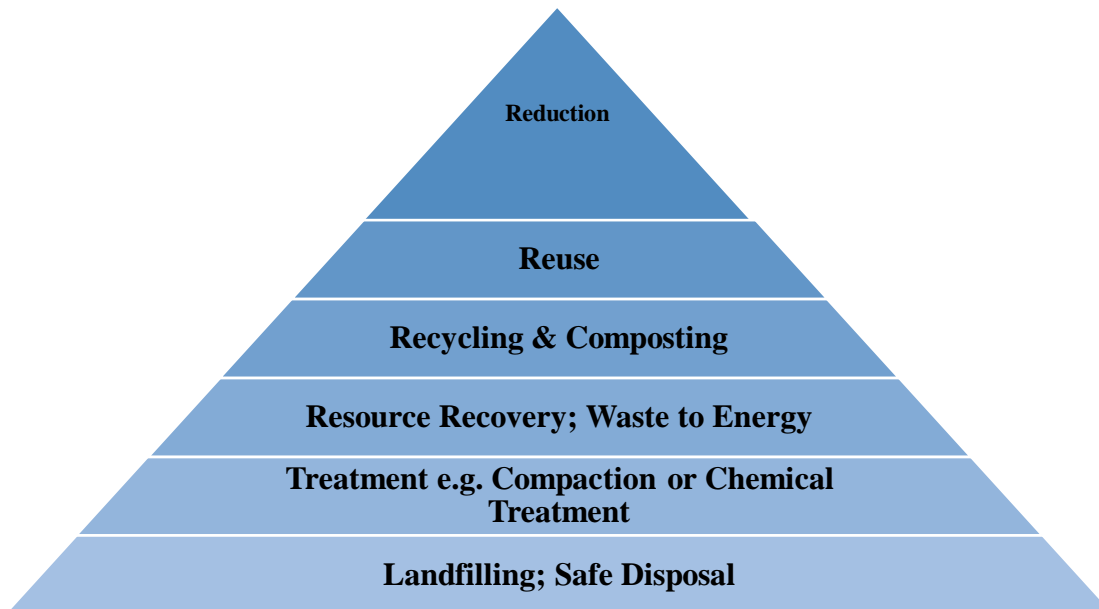 Reduction
Reuse
Recycling & Composting
Resource Recovery; Waste to Energy
Treatment e.g. Compaction or Chemical
Treatment
Landfilling; Safe Disposal